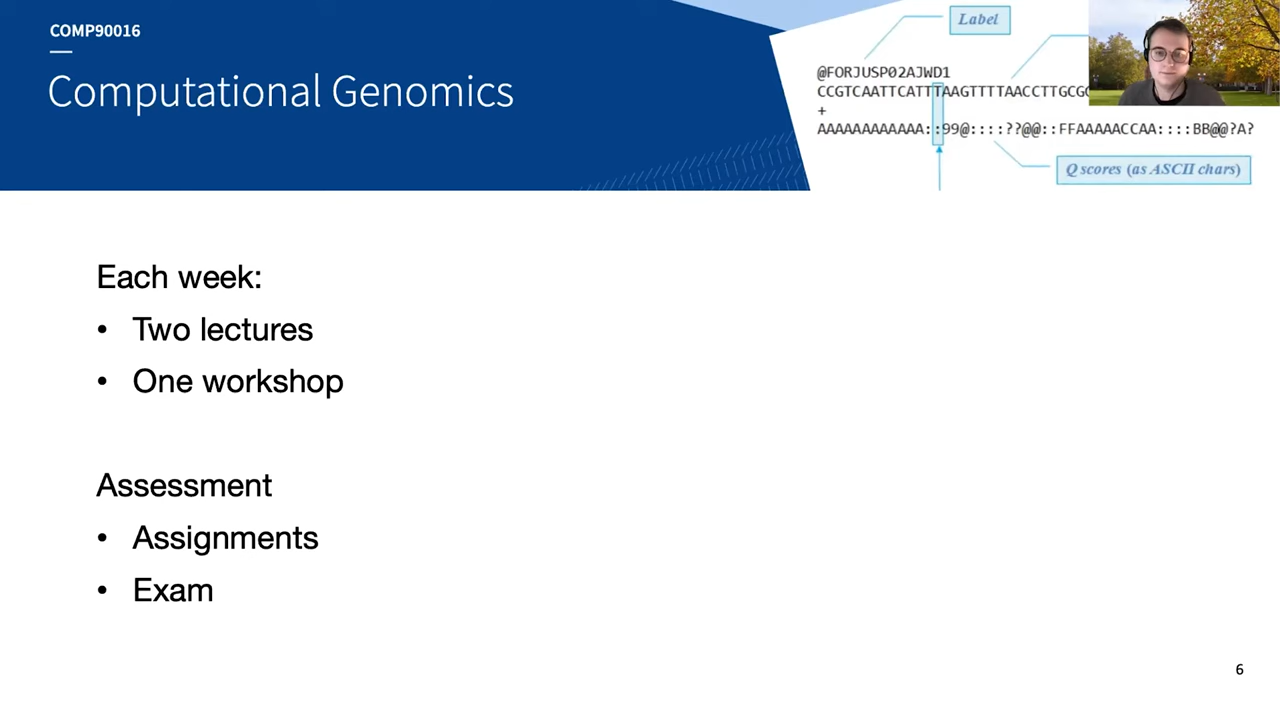 COMP90016
Computational Genomics
Label
@FORJUSP02AJWD1
CCGTCAATTCATTTAAGTTTTAACCTTGCGG
+
AAAAAAAAAAAA::99@::::??@@::FFAAAAACCAA::::BB@@?A?
Q scores (as ASCII chars)
Each week:
• Two lectures
• One workshop
Assessment
• Assignments
• Exam
6